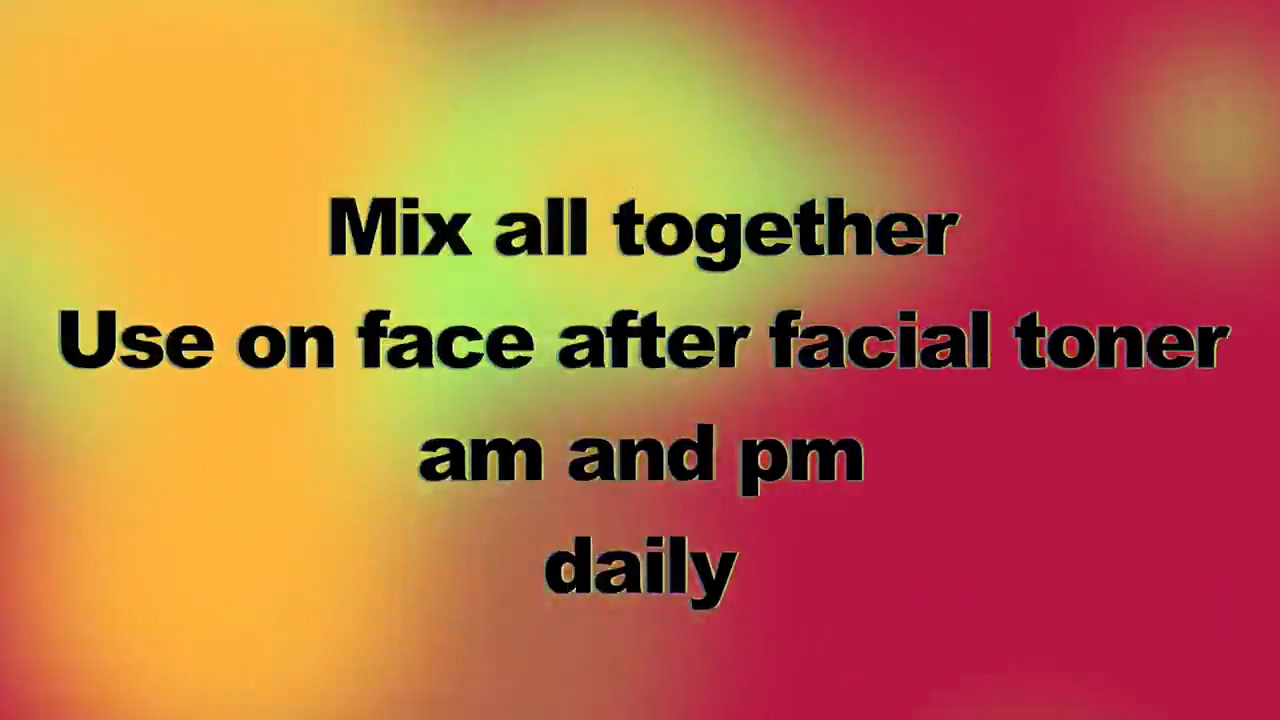 Mix all together
Use on face after facial toner
am and pm
daily